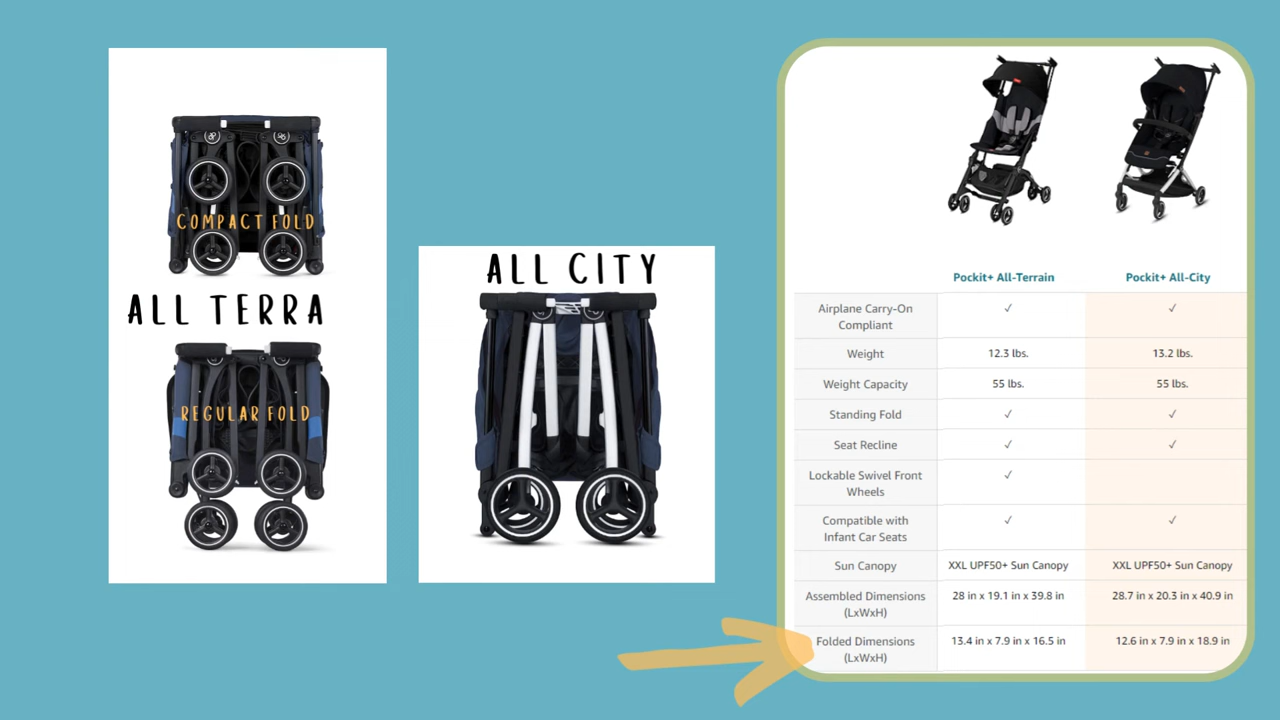 COMPACT FOLD
ALL TERRA
REGULAR FOLD
ALL CITY
Pockit+ All-Terrain Pockit+ All-City
Airplane Carry-On
Compliant ✓ ✓
Weight 12.3 lbs. 13.2 lbs.
Weight Capacity 55 lbs. 55 lbs.
Standing Fold ✓ ✓
Seat Recline ✓ ✓
Lockable Swivel Front
Wheels ✓
Compatible with
Infant Car Seats ✓ ✓
Sun Canopy XXL UPF50+ Sun Canopy XXL UPF50+ Sun Canopy
Assembled Dimensions
(LxWxH) 28 in x 19.1 in x 39.8 in 28.7 in x 20.3 in x 40.9 in
Folded Dimensions
(LxWxH) 13.4 in x 7.9 in x 16.5 in 12.6 in x 7.9 in x 18.9 in